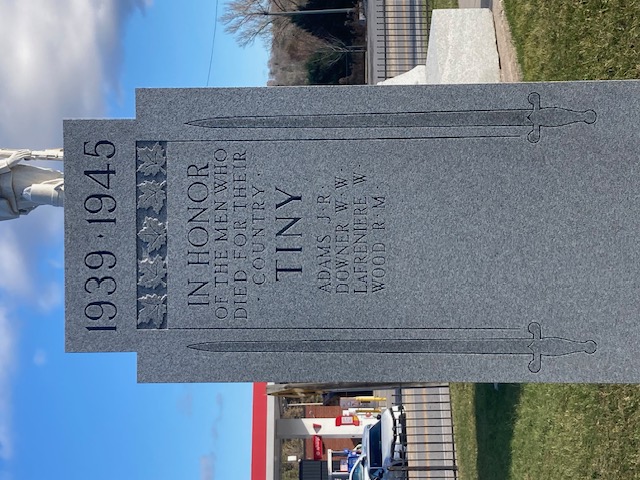 1939 · 1945
IN HONOR
OF THE MEN WHO
DIED FOR THEIR
· COUNTRY ·
TINY
ADAMS J · R ·
DOWNER W · W ·
LAFRENIERE W ·
WOOD R · M ·